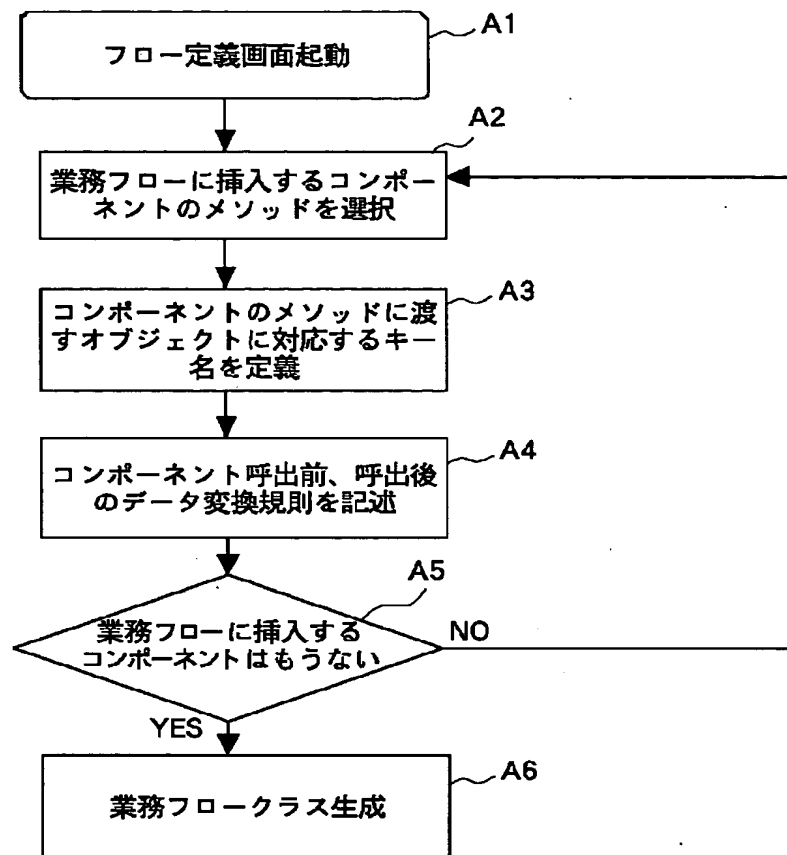 フロー定義画面起動
A1
A2
業務フローに挿入するコンポー
ネントのメソッドを選択
A3
コンポーネントのメソッドに渡
すオブジェクトに対応するキー
名を定義
A4
コンポーネント呼出前、呼出後
のデータ変換規則を記述
A5
業務フローに挿入する
コンポーネントはもうない
NO
YES
A6
業務フロークラス生成